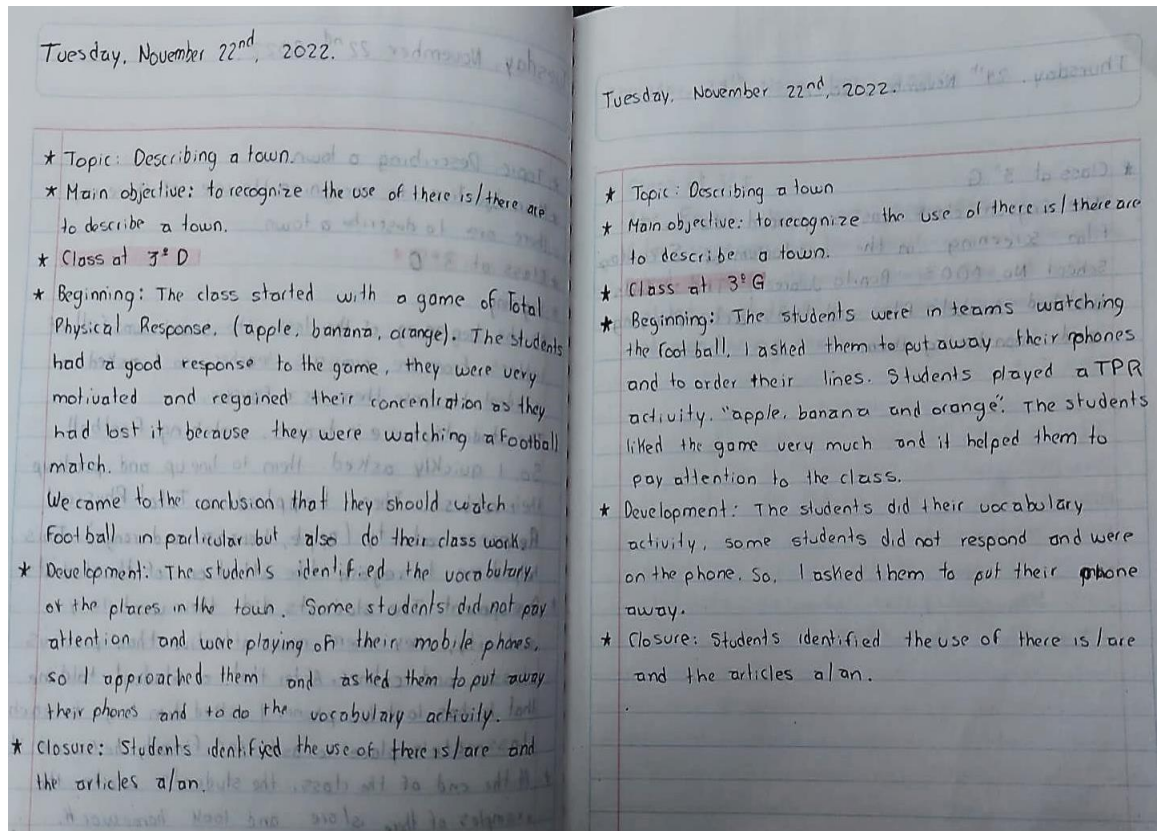 Tuesday, November 22nd, 2022.
* Topic: Describing a town.
* Main objective: to recognize the use of there is/there are
to describe a town.
* Class at 3° D
* Beginning: The class started with a game of Total
Physical Response. (apple, banana, orange). The students
had a good response to the game, they were very
motivated and regained their concentration as they
had lost it because they were watching a football
match.
We came to the conclusion that they should watch
Football in particular but also do their class work.
* Development: The students identified the vocabulary
of the places in the town. Some students did not pay
attention and were playing on their mobile phones,
so I approached them and asked them to put away
their phones and to do the vocabulary activity.
* Closure: Students identified the use of there is/are and
the articles a/an.
Tuesday, November 22nd, 2022.
* Topic: Describing a town
* Main objective: to recognize the use of there is/there are
to describe a town.
* Class at 3° G
* Beginning: The students were in teams watching
the foot ball, I asked them to put away their phones
and to order their lines. Students played a TPR
activity. "apple, banana and orange". The students
liked the game very much and it helped them to
pay attention to the class.
* Development: The students did their vocabulary
activity, some students did not respond and were
on the phone. So, I asked them to put their phone
away.
* Closure: Students identified the use of there is/are
and the articles a/an.